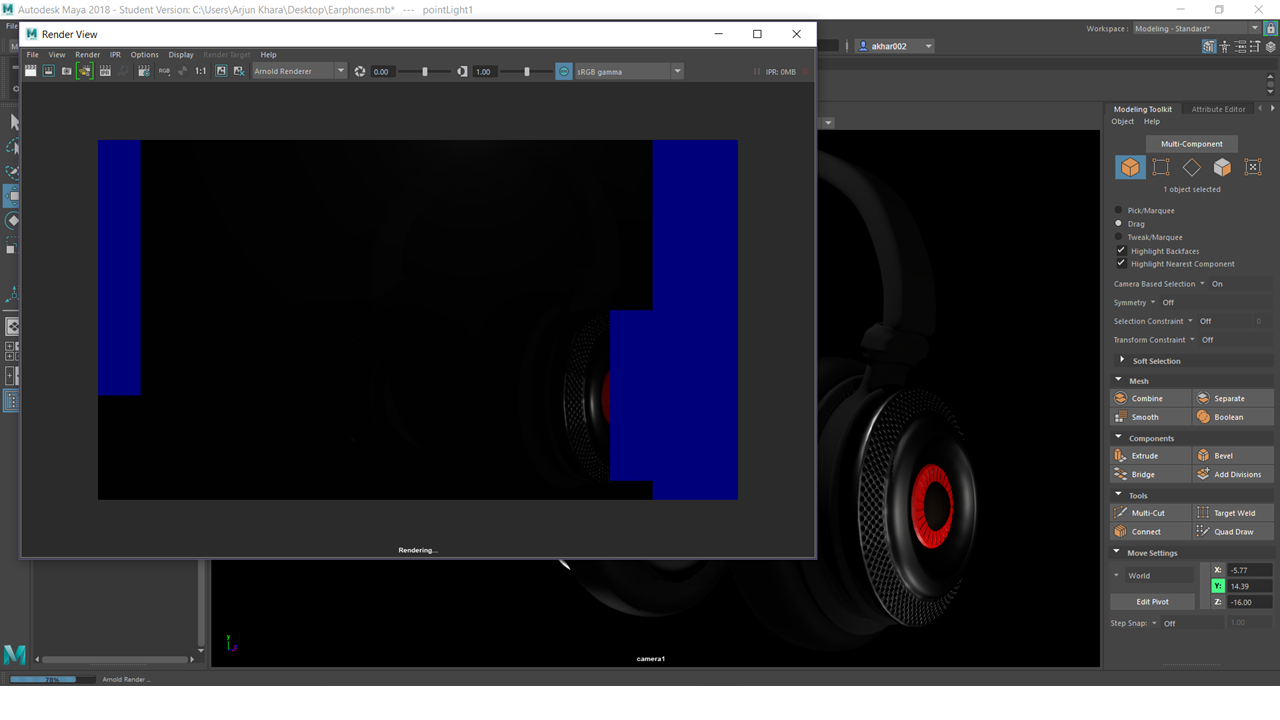 Autodesk Maya 2018 - Student Version: C:\Users\Arjun Khara\Desktop\Earphones.mb* --- pointLight1
Render View
Workspace : Modeling - Standard*
File View Render IPR Options Display Render Target Help
akhar002
RGB 1:1 Arnold Renderer 0.00 1.00 sRGB gamma IPR: 0MB
Modeling Toolkit Attribute Editor
Object Help
Multi-Component
1 object selected
Pick/Marquee
Drag
Tweak/Marquee
Highlight Backfaces
Highlight Nearest Component
Camera Based Selection On
Symmetry Off
Selection Constraint Off 0
Transform Constraint Off
Soft Selection
Mesh
Combine Separate
Smooth Boolean
Components
Extrude Bevel
Bridge Add Divisions
Tools
Multi-Cut Target Weld
Connect Quad Draw
Move Settings
World
X: -5.77
Y: 14.39
Z: -16.00
Edit Pivot
Step Snap: Off 1.00
Rendering...
camera1
y
78% Arnold Render ...